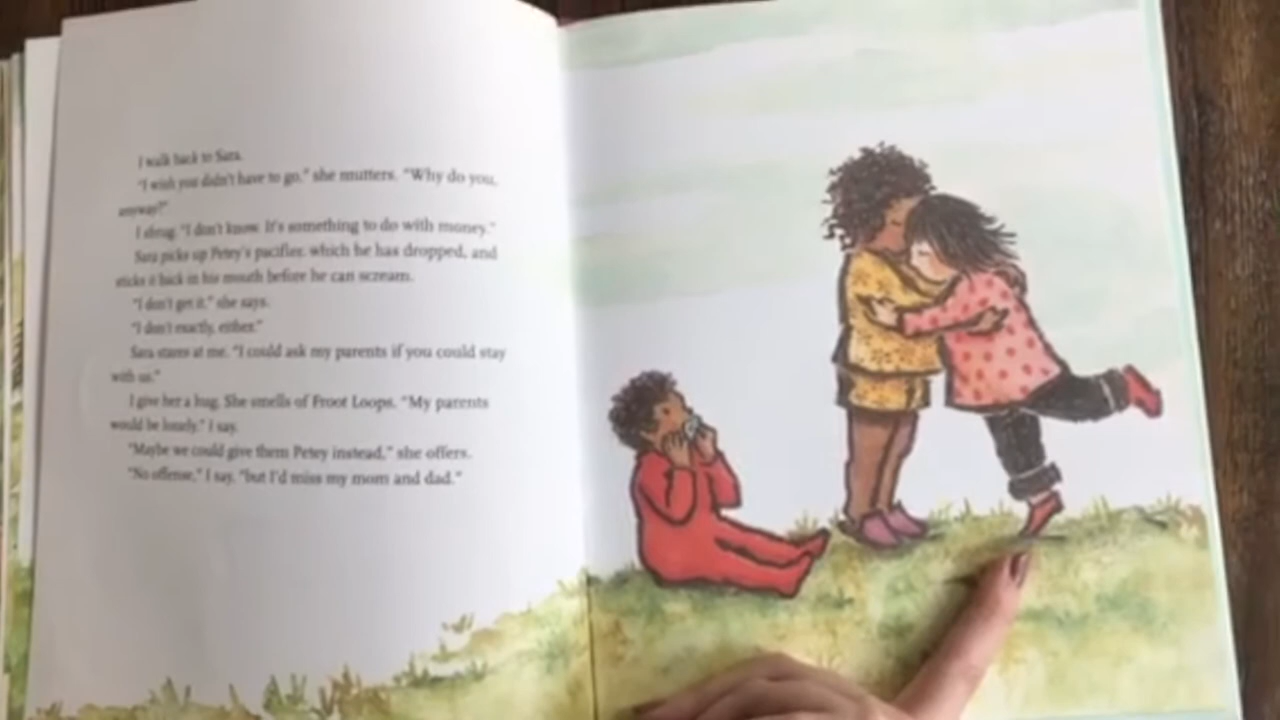 I walk back to Sara.
"I wish you didn't have to go," she mutters. "Why do you,
anyway?"
I shrug. "I don't know. It's something to do with money."
Sara picks up Petey's pacifier, which he has dropped, and
sticks it back in his mouth before he can scream.
"I don't get it," she says.
"I don't exactly, either."
Sara stares at me. "I could ask my parents if you could stay
with us."
I give her a hug. She smells of Froot Loops. "My parents
would be lonely," I say.
"Maybe we could give them Petey instead," she offers.
"No offense," I say, "but I'd miss my mom and dad."